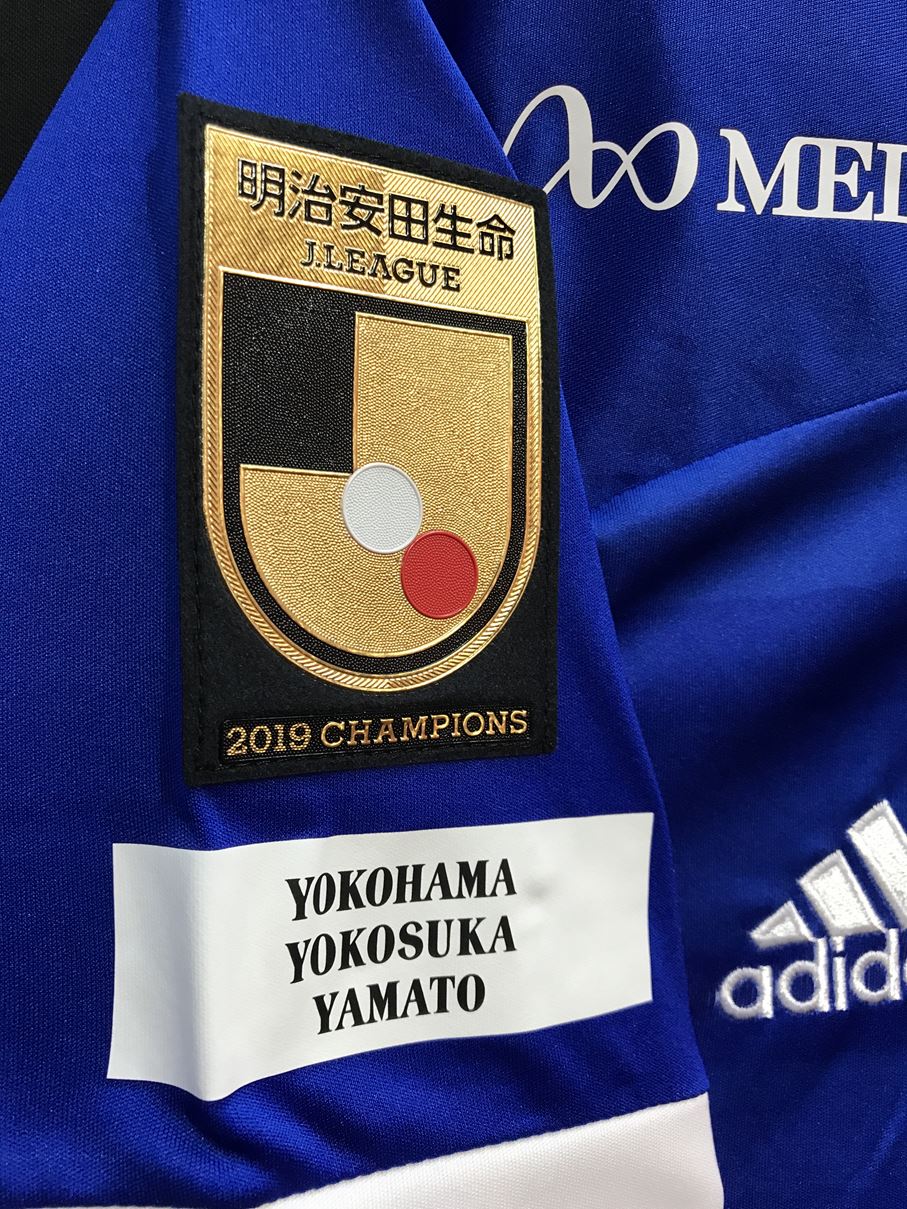 明治安田生命
J.LEAGUE
2019 CHAMPIONS
YOKOHAMA
YOKOSUKA
YAMATO